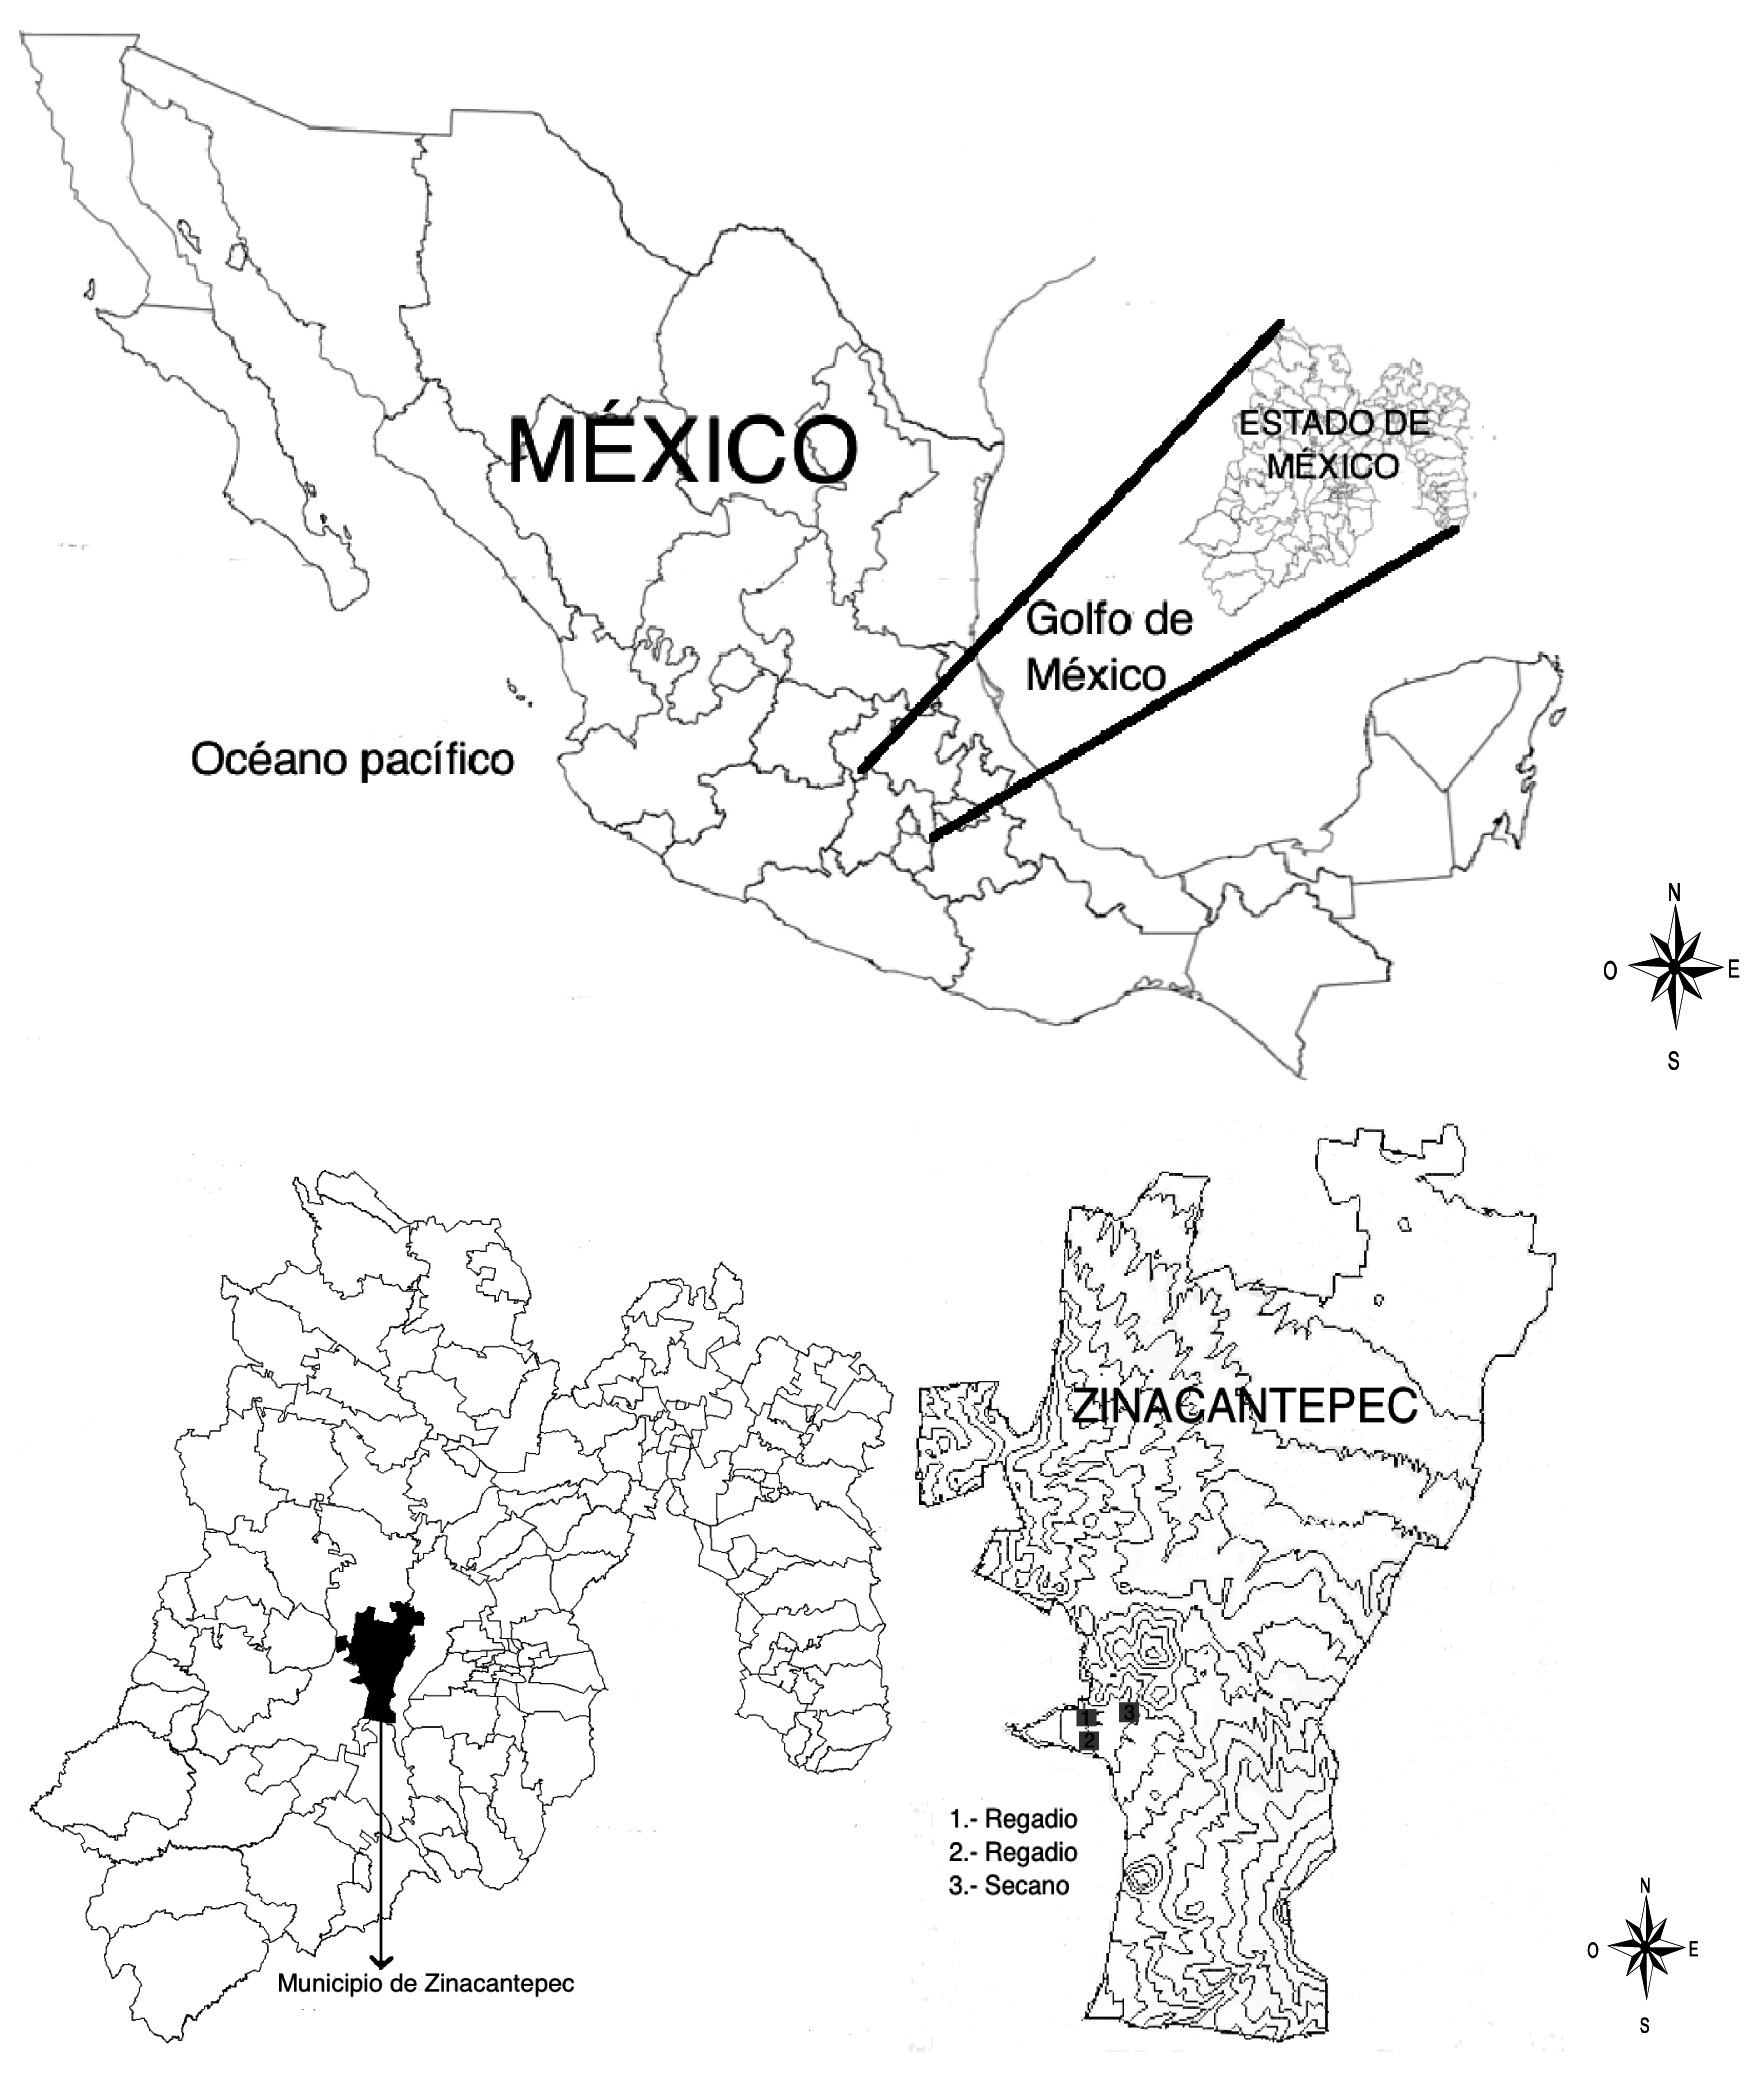 MÉXICO
ESTADO DE
MÉXICO
Golfo de
México
Océano pacífico
N
O
E
S
ZINACANTEPEC
1
3
2
1.- Regadio
2.- Regadio
3.- Secano
Municipio de Zinacantepec
N
O
E
S